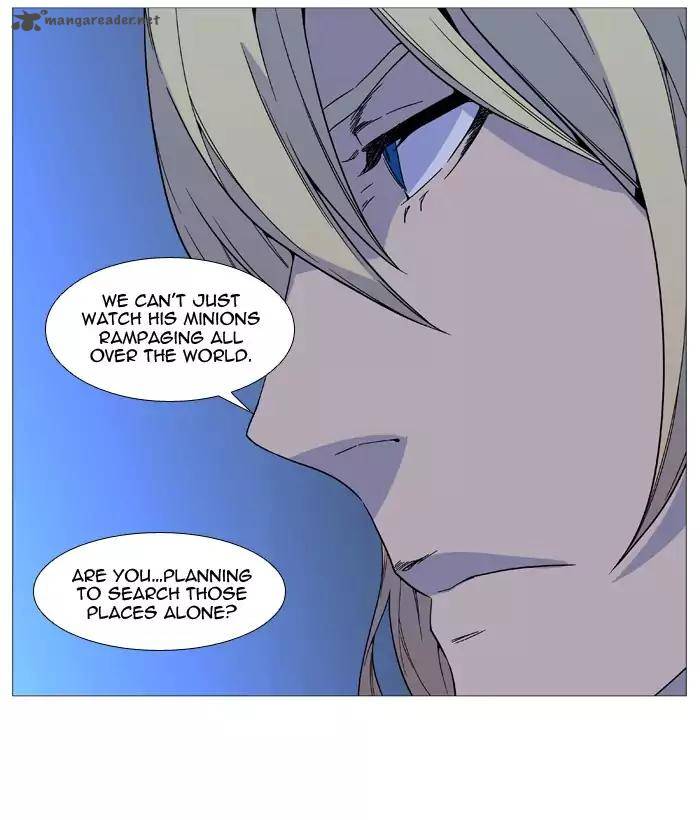 mangareader.net
WE CAN'T JUST
WATCH HIS MINIONS
RAMPAGING ALL
OVER THE WORLD.
ARE YOU...PLANNING
TO SEARCH THOSE
PLACES ALONE?